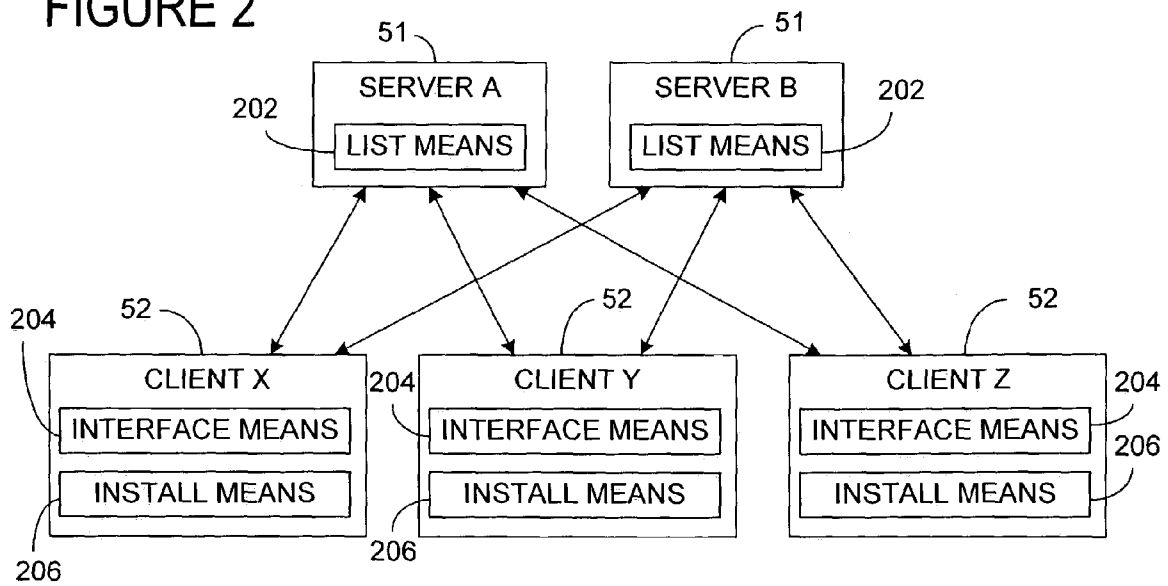 FIGURE 2
51
51
SERVER A
SERVER B
202
202
LIST MEANS
LIST MEANS
52
52
52
204
CLIENT X
CLIENT Y
CLIENT Z
204
204
INTERFACE MEANS
INTERFACE MEANS
INTERFACE MEANS
206
INSTALL MEANS
INSTALL MEANS
INSTALL MEANS
206
206